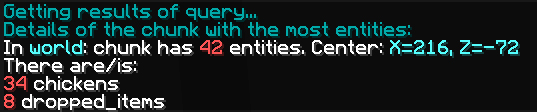 Getting results of query...
Details of the chunk with the most entities:
In world: chunk has 42 entities. Center: X=216, Z=-72
There are/is:
34 chickens
8 dropped_items